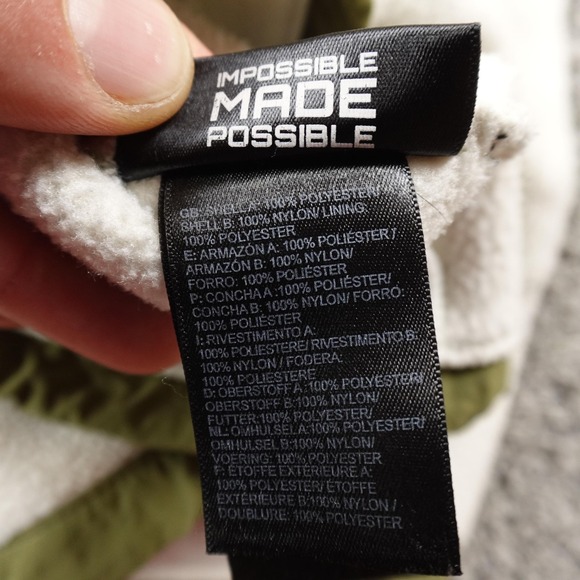 IMPOSSIBLE
MADE
POSSIBLE
GB: SHELL A: 100% POLYESTER/
SHELL B: 100% NYLON/ LINING:
100% POLYESTER
E: ARMAZÓN A: 100% POLIÉSTER /
ARMAZÓN B: 100% NYLON/
FORRO: 100% POLIÉSTER
P: CONCHA A: 100% POLIÉSTER/
CONCHA B: 100% NYLON/ FORRO:
100% POLIÉSTER
I: RIVESTIMENTO A:
100% POLIESTERE/ RIVESTIMENTO B:
100% NYLON / FODERA:
100% POLIESTERE
D: OBERSTOFF A: 100% POLYESTER/
OBERSTOFF B: 100% NYLON/
FUTTER 100% POLYESTER/
NL: OMHULSEL A: 100% POLYESTER/
OMHULSEL B: 100% NYLON/
VOERING: 100% POLYESTER
F: ÉTOFFE EXTÉRIEURE A:
100% POLYESTER/ ÉTOFFE
EXTÉRIEURE B: 100% NYLON /
DOUBLURE: 100% POLYESTER